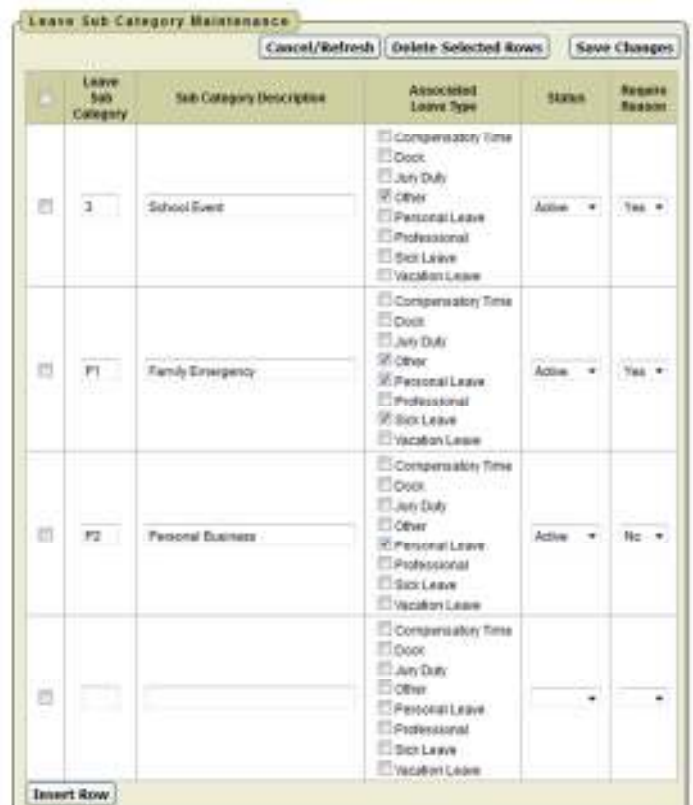 Leave Sub Category Maintenance
Cancel/Refresh Delete Selected Rows Save Changes
Leave Sub Category Sub Category Description Associated Leave Type Status Require Reason
3 School Event Active Yes
Compensatory Time
Dock
Jury Duty
Other
Personal Leave
Professional
Sick Leave
Vacation Leave
P1 Family Emergency Active Yes
Compensatory Time
Dock
Jury Duty
Other
Personal Leave
Professional
Sick Leave
Vacation Leave
P2 Personal Business Active No
Compensatory Time
Dock
Jury Duty
Other
Personal Leave
Professional
Sick Leave
Vacation Leave
Compensatory Time
Dock
Jury Duty
Other
Personal Leave
Professional
Sick Leave
Vacation Leave
Insert Row